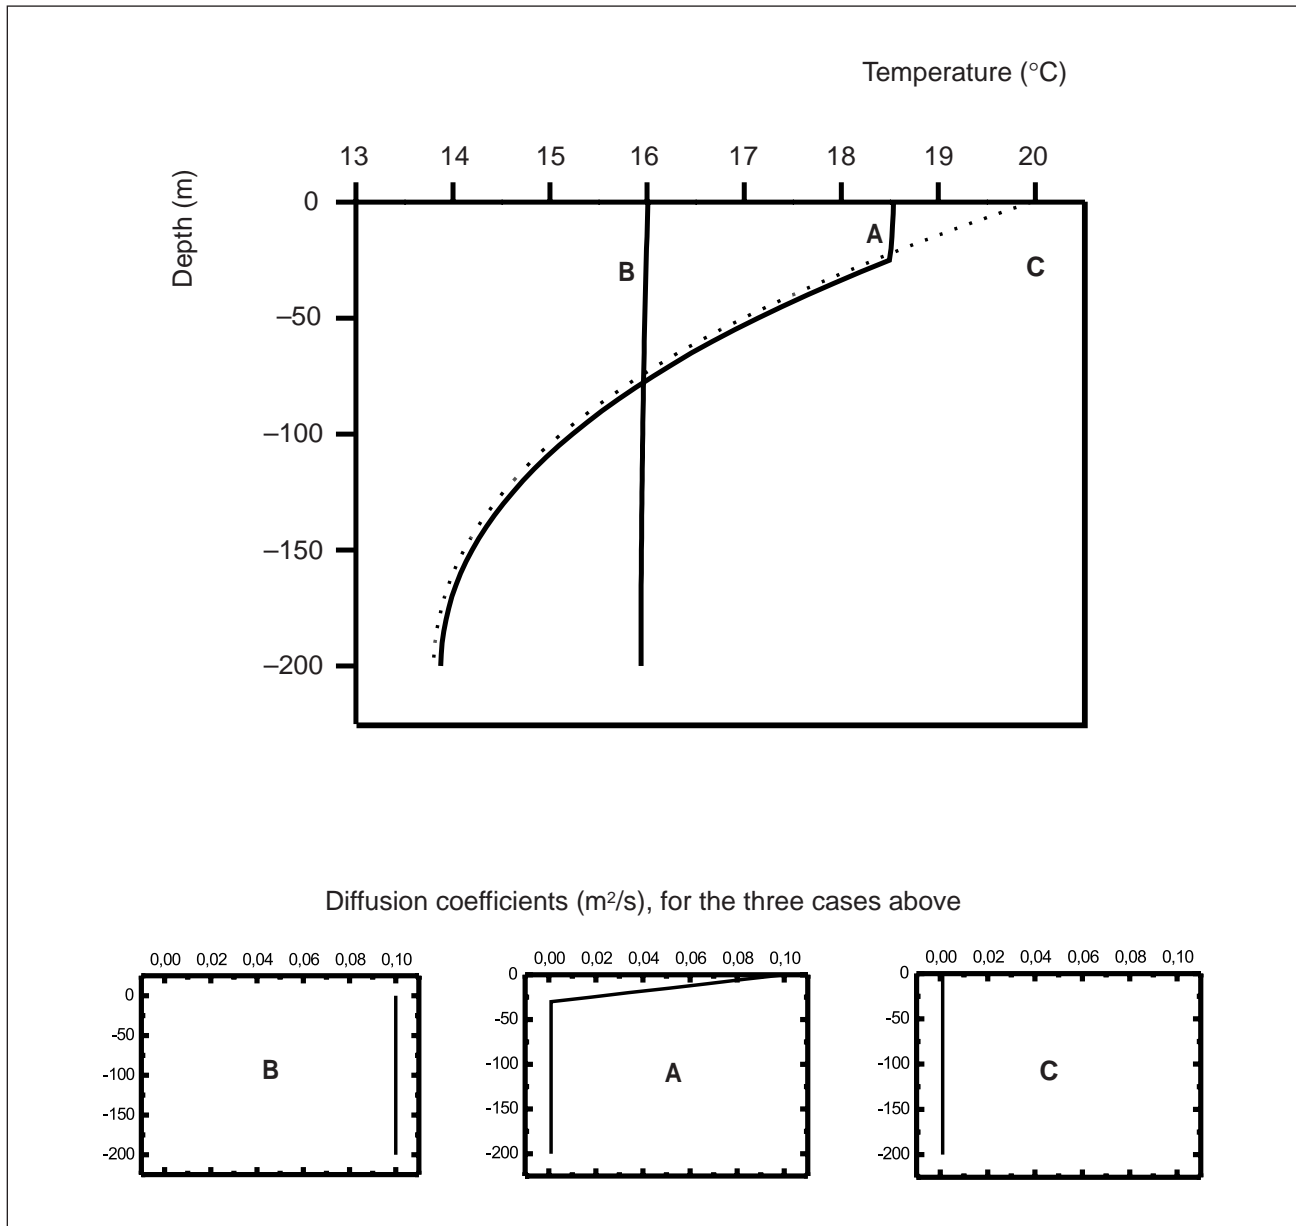 Temperature (°C)
13 14 15 16 17 18 19 20
Depth (m)
0
A
B
C
–50
–100
–150
–200
Diffusion coefficients (m²/s), for the three cases above
0,00 0,02 0,04 0,06 0,08 0,10
0
-50
-100
-150
-200
B
0,00 0,02 0,04 0,06 0,08 0,10
0
-50
-100
-150
-200
A
0,00 0,02 0,04 0,06 0,08 0,10
0
-50
-100
-150
-200
C